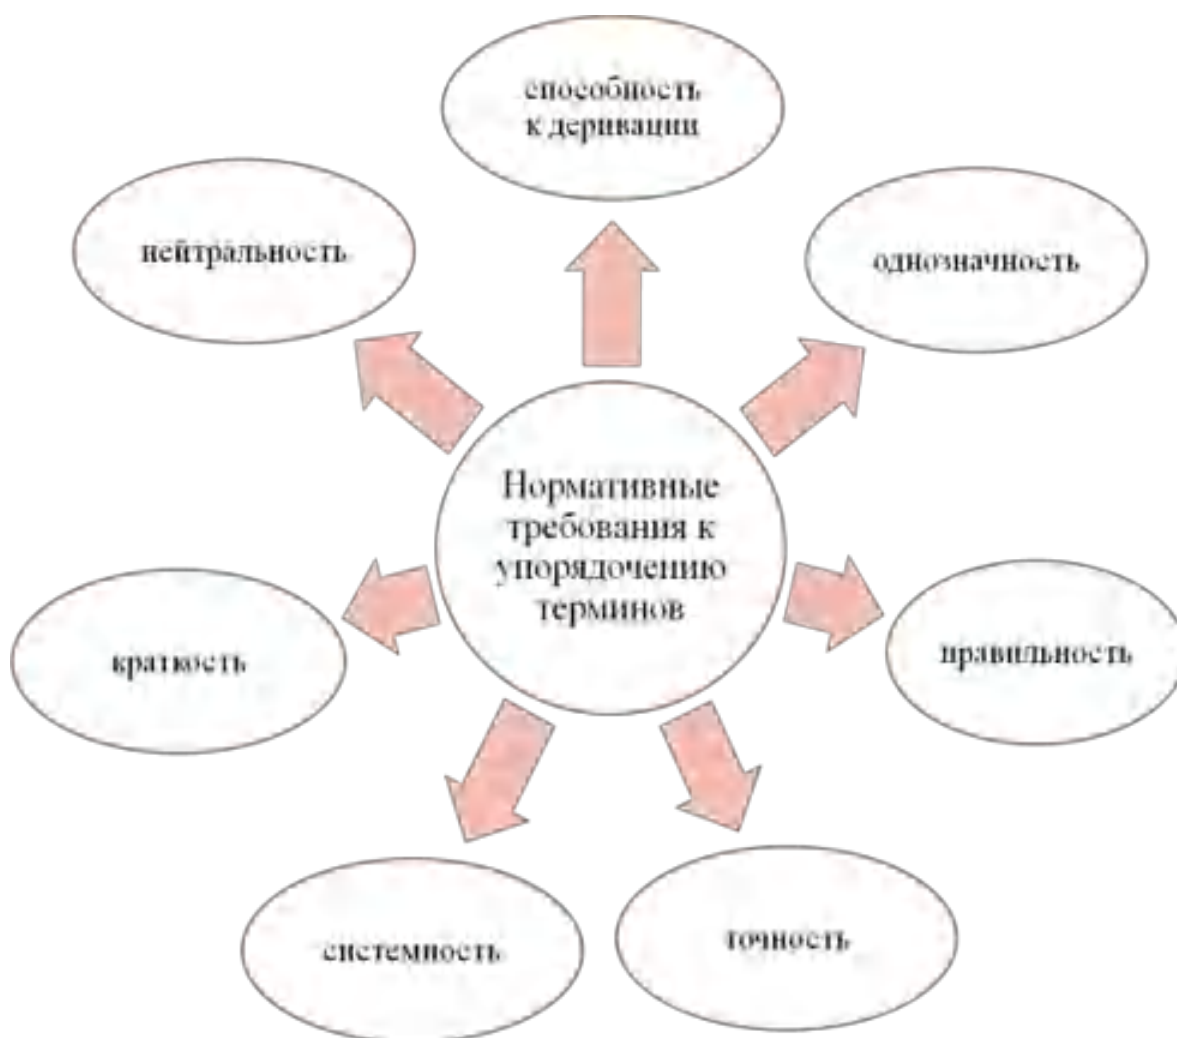 способность
к деривации
нейтральность
однозначность
Нормативные
требования к
упорядочению
терминов
краткость
правильность
системность
точность